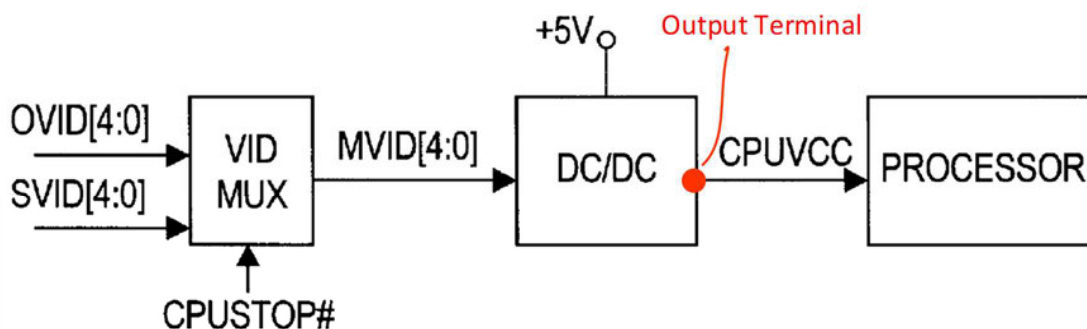 Output Terminal
+5V
OVID[4:0]
SVID[4:0]
VID
MUX
MVID[4:0]
DC/DC
CPUVCC
PROCESSOR
CPUSTOP#